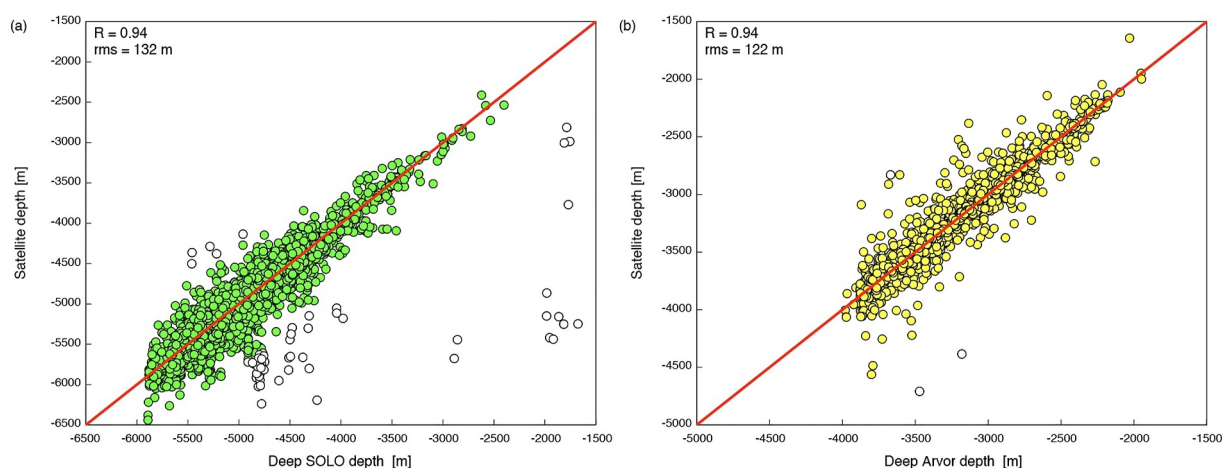 (a)
R = 0.94
rms = 132 m
-1500
-2000
-2500
-3000
-3500
-4000
-4500
-5000
-5500
-6000
-6500
Satellite depth [m]
-6500 -6000 -5500 -5000 -4500 -4000 -3500 -3000 -2500 -2000 -1500
Deep SOLO depth [m]
(b)
R = 0.94
rms = 122 m
-1500
-2000
-2500
-3000
-3500
-4000
-4500
-5000
Satellite depth [m]
-5000 -4500 -4000 -3500 -3000 -2500 -2000 -1500
Deep Arvor depth [m]